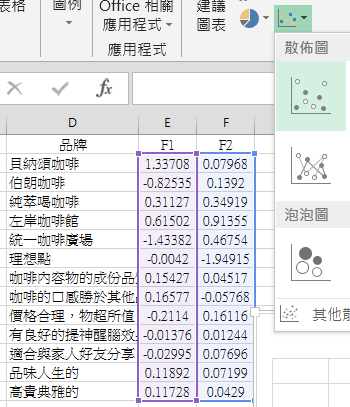 表格
圖例
Office 相關
應用程式
建議
圖表
應用程式
散佈圖
泡泡圖
其他散
fx
D E F
品牌 F1 F2
貝納頌咖啡 1.33708 0.07968
伯朗咖啡 -0.82535 0.1392
純萃喝咖啡 0.31127 0.34919
左岸咖啡館 0.61502 0.91355
統一咖啡廣場 -1.43382 0.46754
理想點 -0.0042 -1.94915
咖啡內容物的成份品 0.15427 0.04517
咖啡的口感勝於其他 0.16577 -0.05768
價格合理，物超所值 -0.2114 0.16116
有良好的提神醒腦效 -0.01376 0.01244
適合與家人好友分享 -0.02995 0.07696
品味人生的 0.11892 0.07199
高貴典雅的 0.11728 0.0429